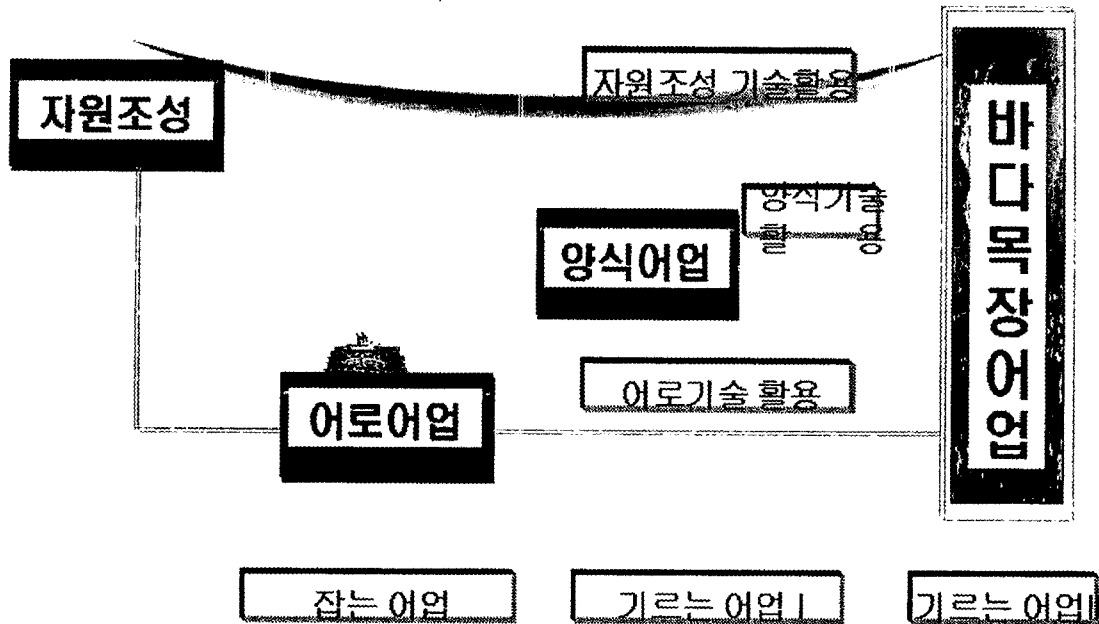 자원조성
자원조성 기술활용
양식기술
활 용
양식어업
어로기술 활용
어로어업
바다목장어업
잡는 어업
기르는 어업 I
기르는 어업